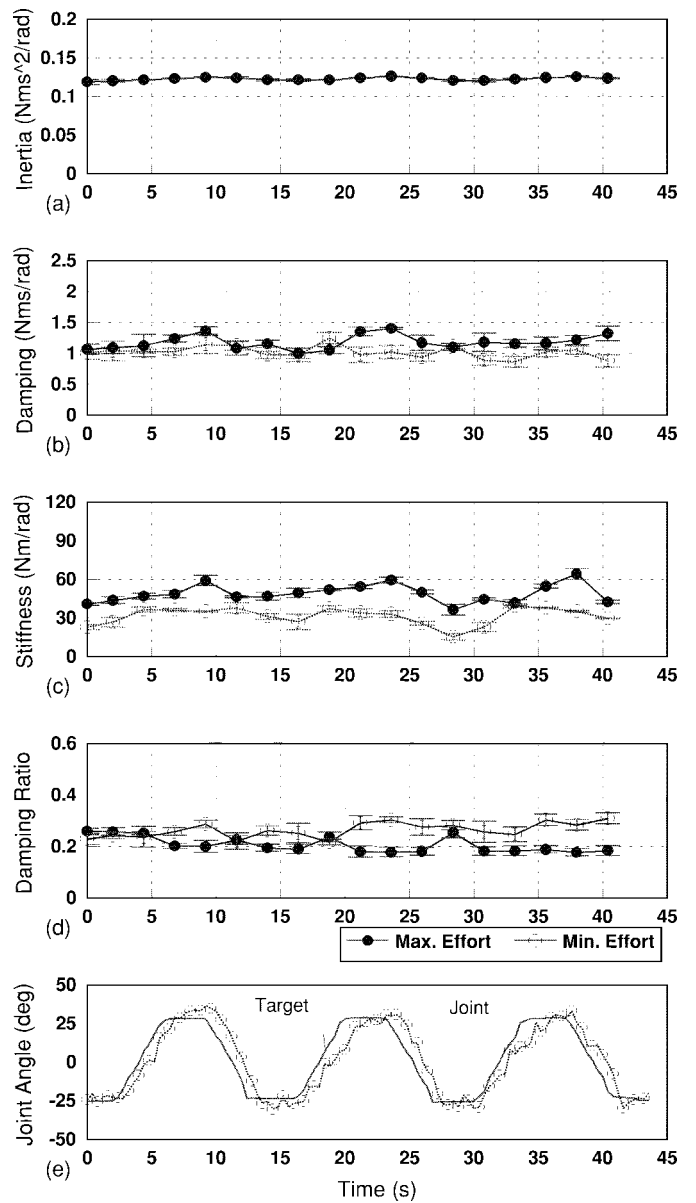 Inertia (Nms^2/rad)
0.2
0.15
0.1
0.05
0
0 5 10 15 20 25 30 35 40 45
(a)
Damping (Nms/rad)
2.5
2
1.5
1
0.5
0
0 5 10 15 20 25 30 35 40 45
(b)
Stiffness (Nm/rad)
120
90
60
30
0
0 5 10 15 20 25 30 35 40 45
(c)
Damping Ratio
0.6
0.4
0.2
0
0 5 10 15 20 25 30 35 40 45
(d)
Max. Effort Min. Effort
Joint Angle (deg)
50
25
0
-25
-50
Target Joint
0 5 10 15 20 25 30 35 40 45
(e)
Time (s)